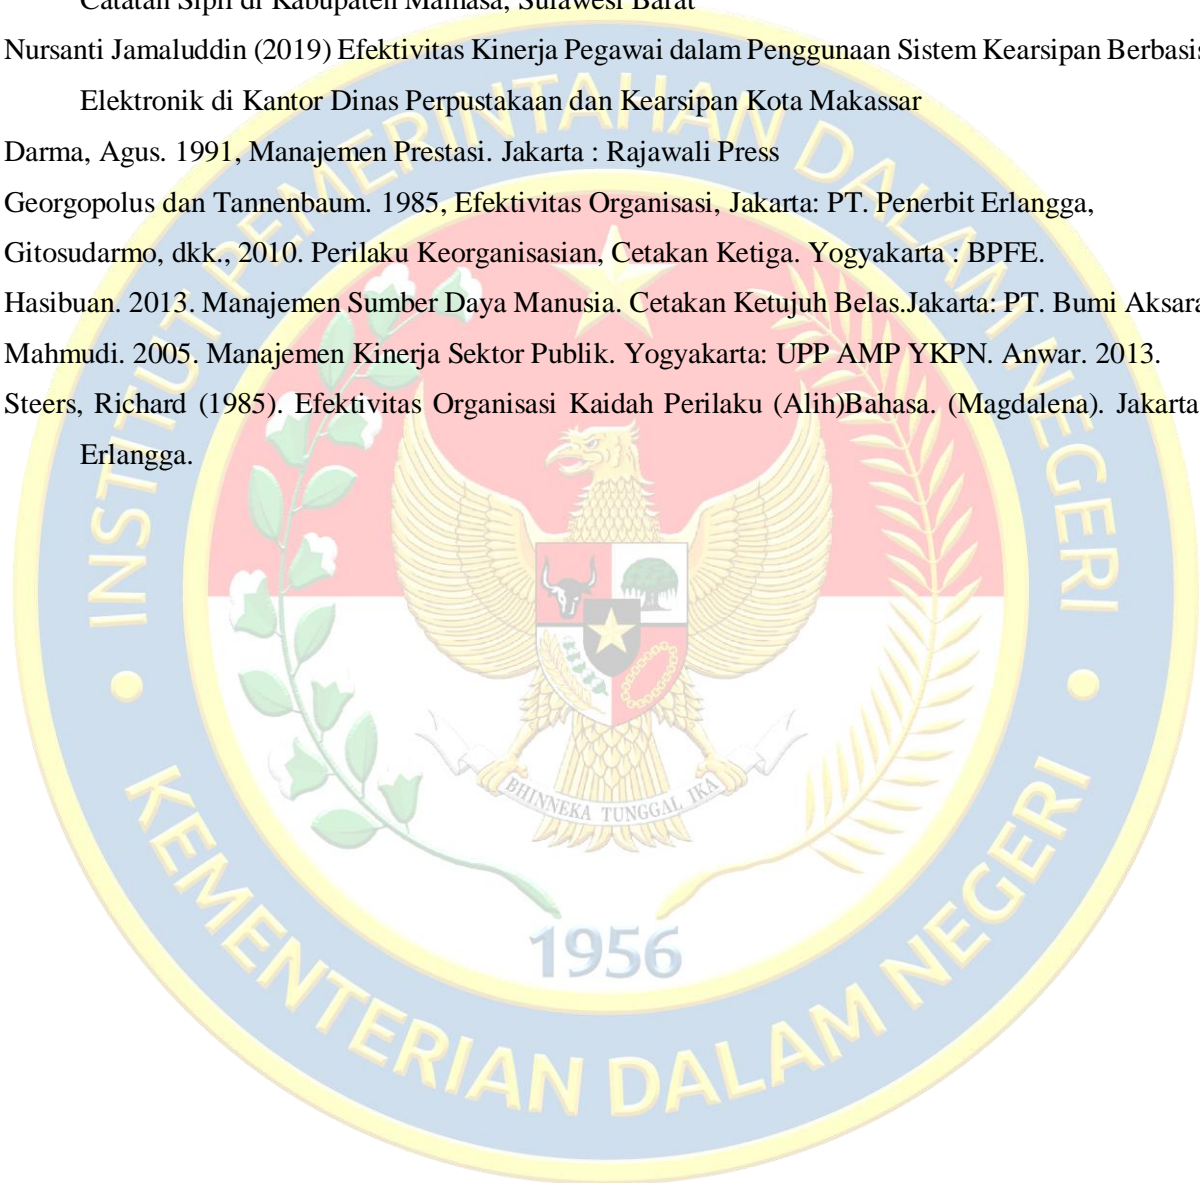 Catatan Sipil di Kabupaten Mamasa, Sulawesi Barat
Nursanti Jamaluddin (2019) Efektivitas Kinerja Pegawai dalam Penggunaan Sistem Kearsipan Berbasis
Elektronik di Kantor Dinas Perpustakaan dan Kearsipan Kota Makassar
Darma, Agus. 1991, Manajemen Prestasi. Jakarta : Rajawali Press
Georgopolus dan Tannenbaum. 1985, Efektivitas Organisasi, Jakarta: PT. Penerbit Erlangga,
Gitosudarmo, dkk., 2010. Perilaku Keorganisasian, Cetakan Ketiga. Yogyakarta : BPFE.
Hasibuan. 2013. Manajemen Sumber Daya Manusia. Cetakan Ketujuh Belas.Jakarta: PT. Bumi Aksara
Mahmudi. 2005. Manajemen Kinerja Sektor Publik. Yogyakarta: UPP AMP YKPN. Anwar. 2013.
Steers, Richard (1985). Efektivitas Organisasi Kaidah Perilaku (Alih)Bahasa. (Magdalena). Jakarta
Erlangga.
INSTITUT PEMERINTAHAN DALAM NEGERI
BHINNEKA TUNGGAL IKA
1956
KEMENTERIAN DALAM NEGERI